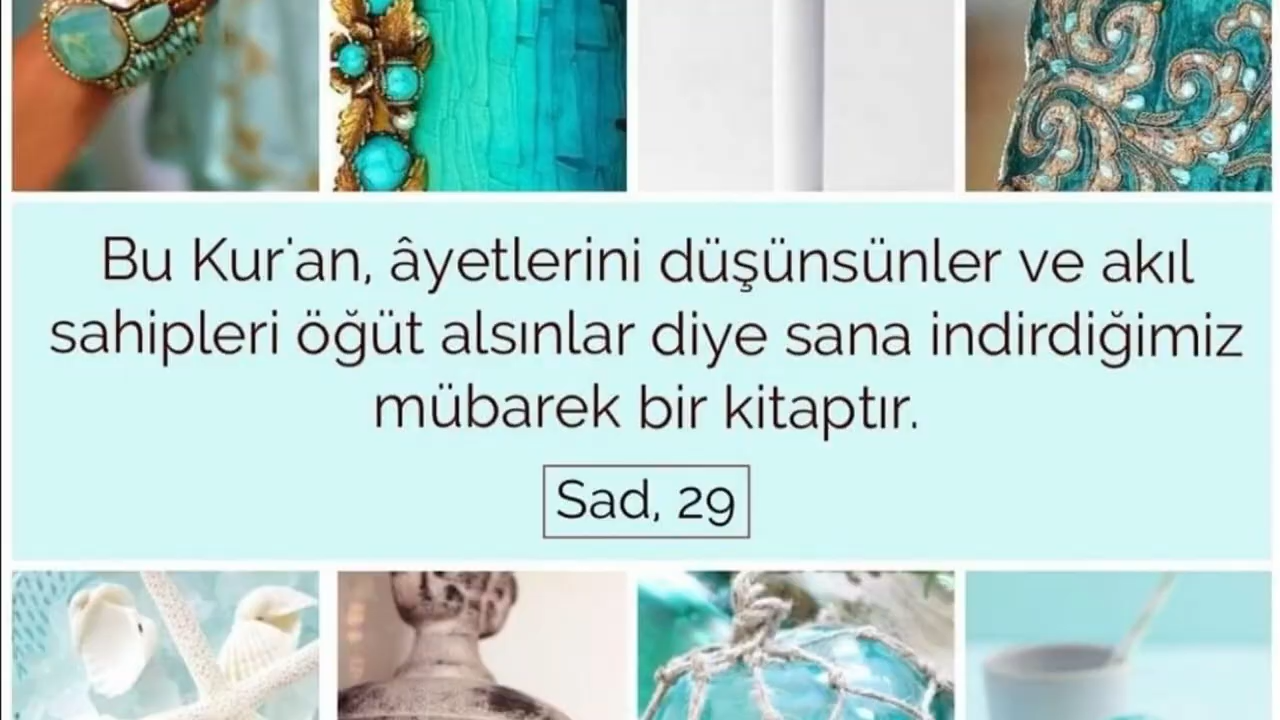 Bu Kur'an, âyetlerini düşünsünler ve akıl
sahipleri öğüt alsınlar diye sana indirdiğimiz
mübarek bir kitaptır.
Sad, 29